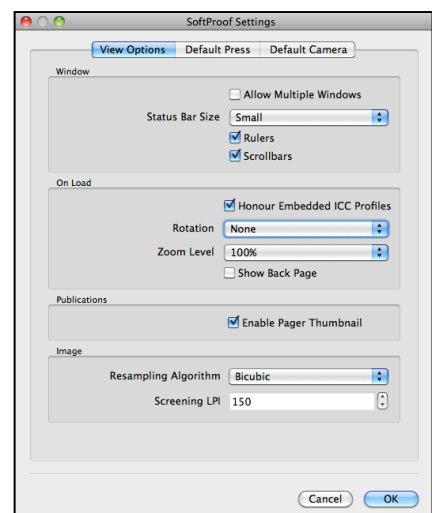 SoftProof Settings
View Options Default Press Default Camera
Window
Allow Multiple Windows
Status Bar Size Small
Rulers
Scrollbars
On Load
Honour Embedded ICC Profiles
Rotation None
Zoom Level 100%
Show Back Page
Publications
Enable Pager Thumbnail
Image
Resampling Algorithm Bicubic
Screening LPI 150
Cancel OK